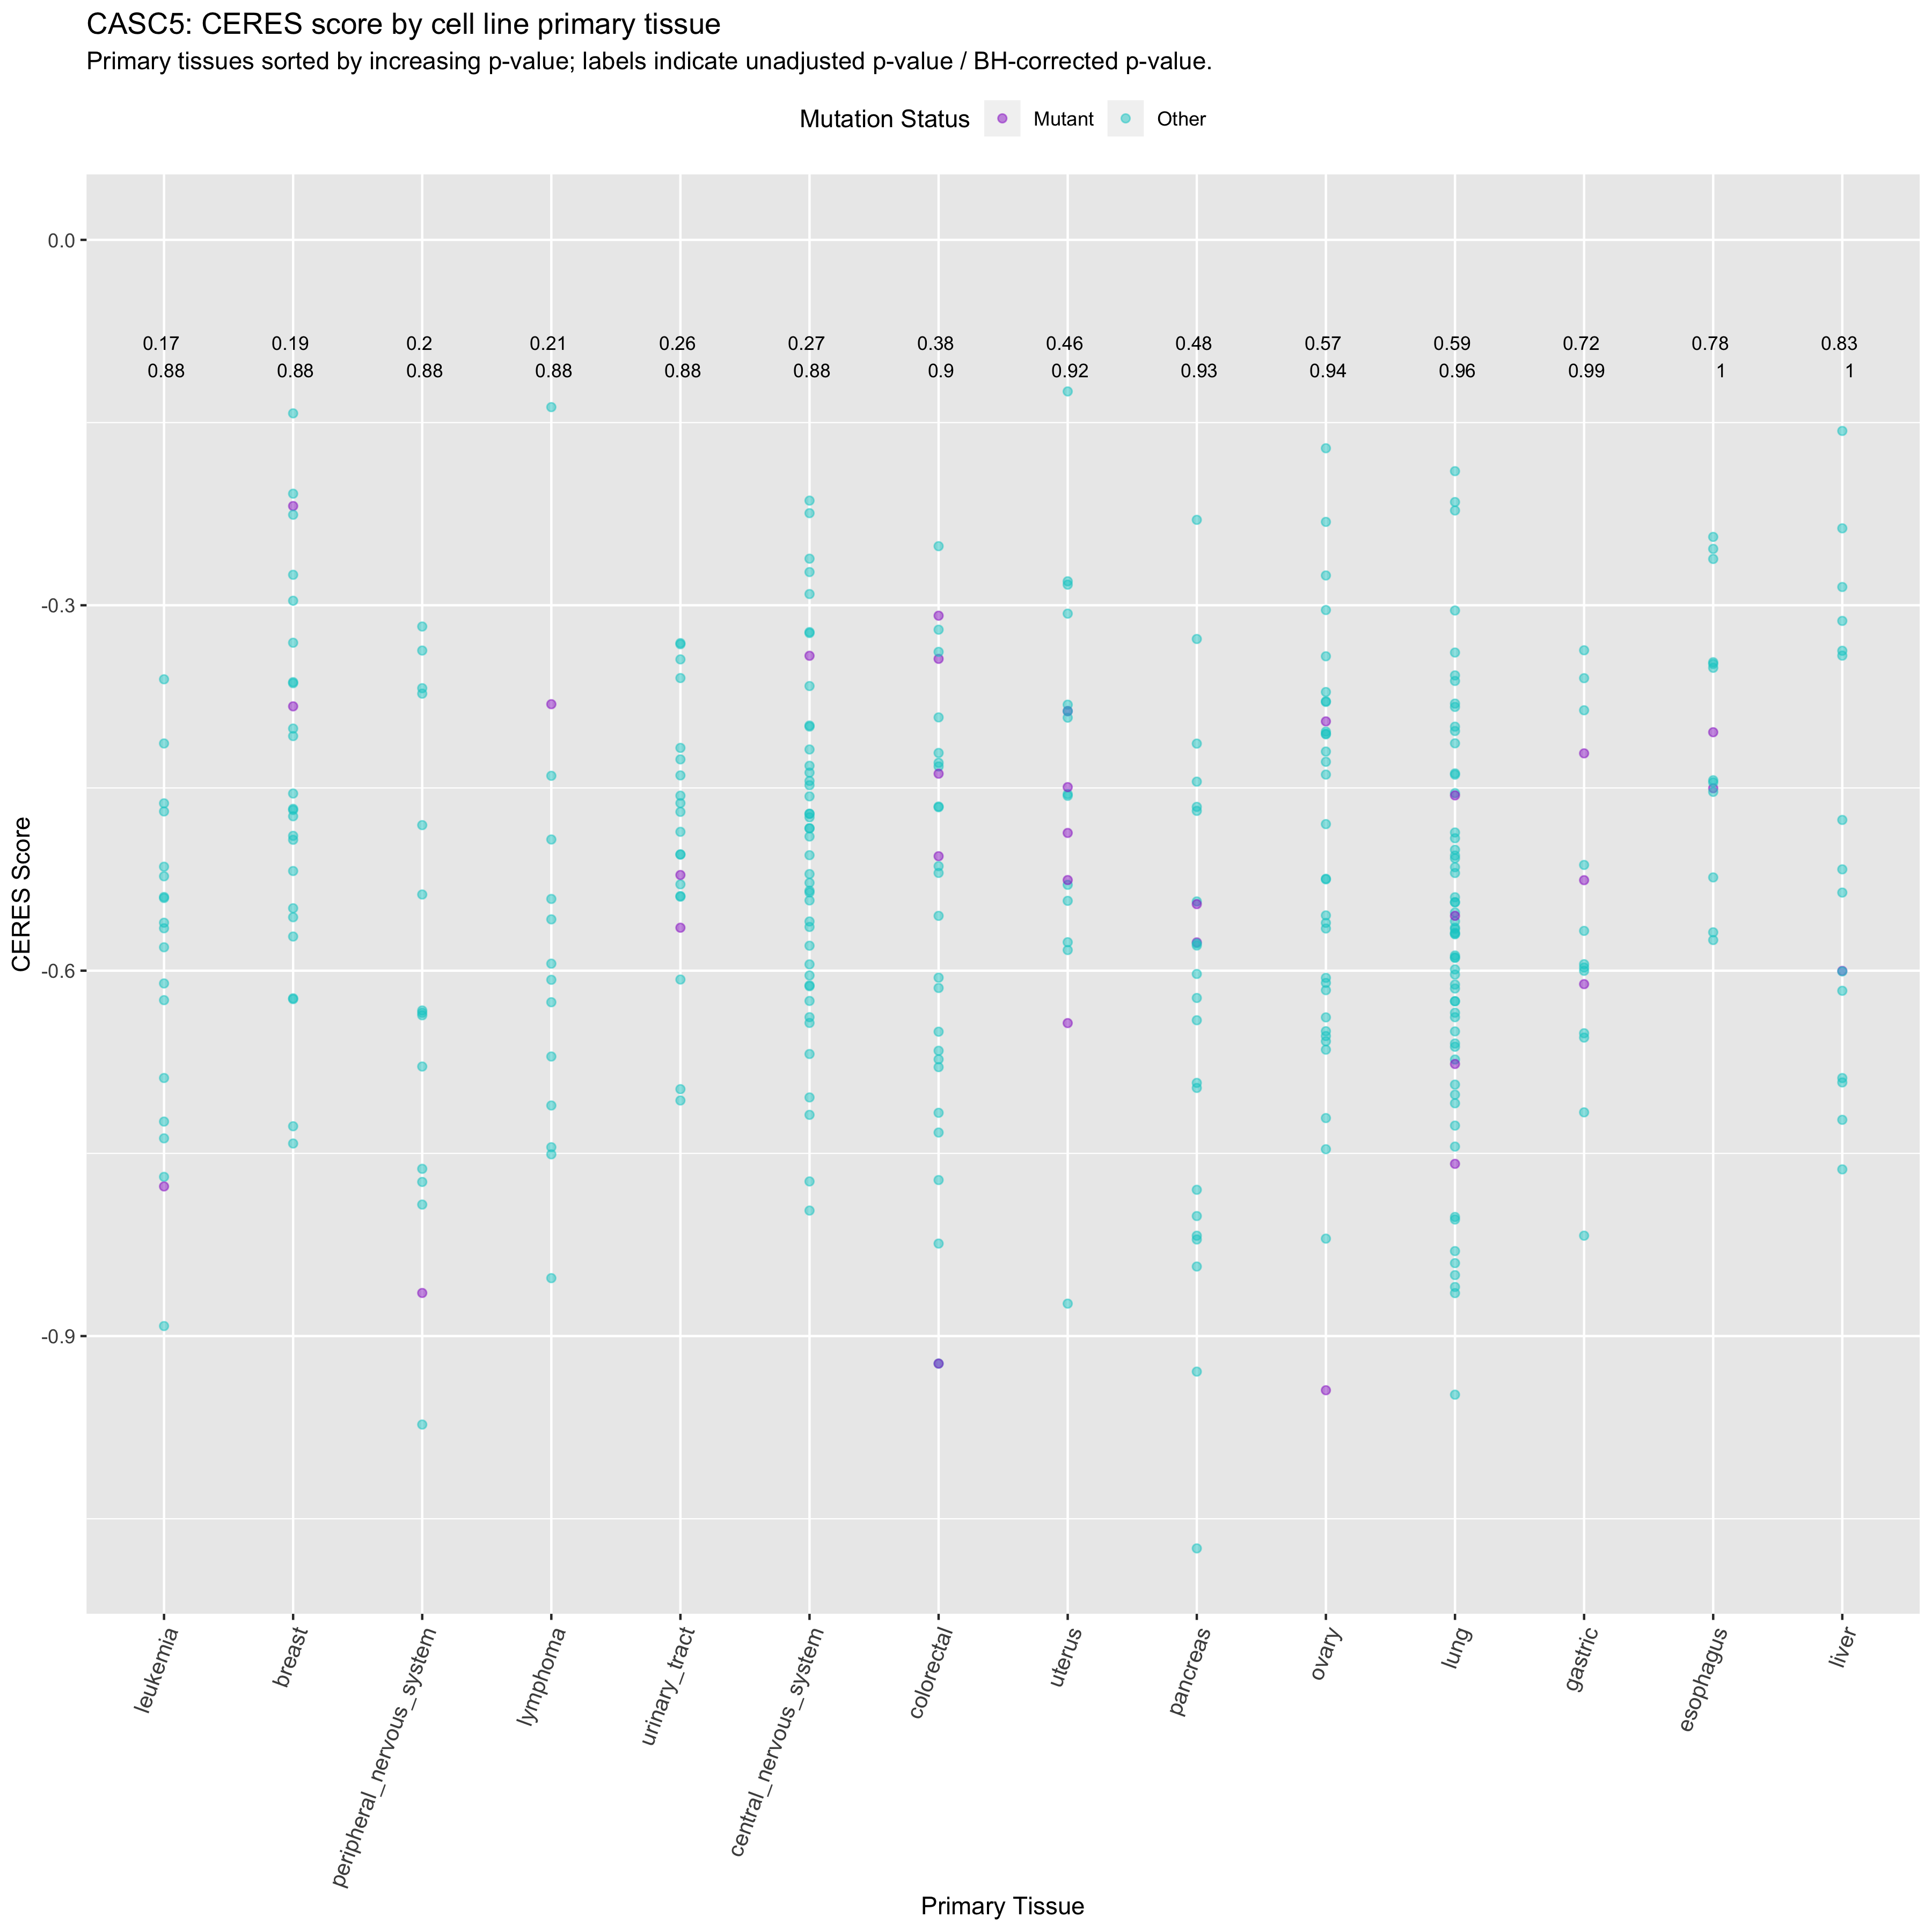 CASC5: CERES score by cell line primary tissue
Primary tissues sorted by increasing p-value; labels indicate unadjusted p-value / BH-corrected p-value.
Mutation Status Mutant Other
0.0
0.17 0.19 0.2 0.21 0.26 0.27 0.38 0.46 0.48 0.57 0.59 0.72 0.78 0.83
0.88 0.88 0.88 0.88 0.88 0.88 0.9 0.92 0.93 0.94 0.96 0.99 1 1
-0.3
-0.6
-0.9
CERES Score
leukemia
breast
peripheral_nervous_system
lymphoma
urinary_tract
central_nervous_system
colorectal
uterus
pancreas
ovary
lung
gastric
esophagus
liver
Primary Tissue